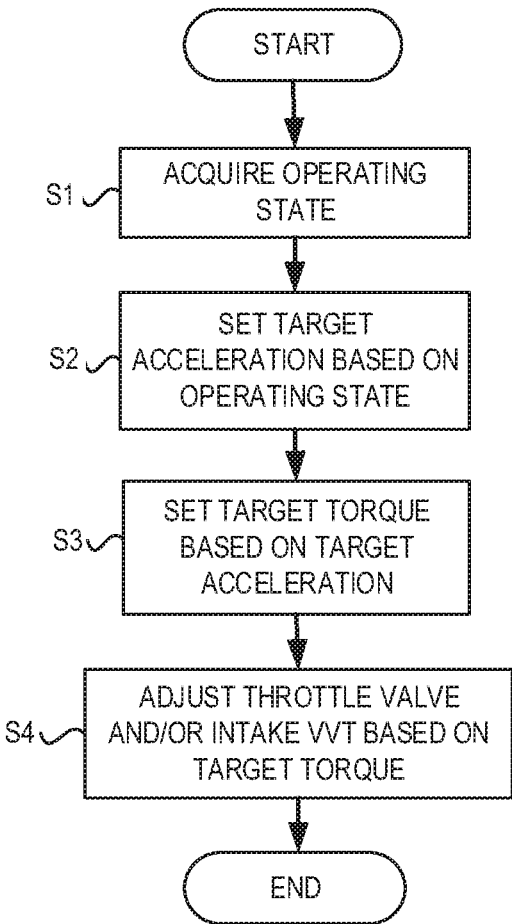 START
S1
ACQUIRE OPERATING
STATE
S2
SET TARGET
ACCELERATION BASED ON
OPERATING STATE
S3
SET TARGET TORQUE
BASED ON TARGET
ACCELERATION
S4
ADJUST THROTTLE VALVE
AND/OR INTAKE VVT BASED ON
TARGET TORQUE
END